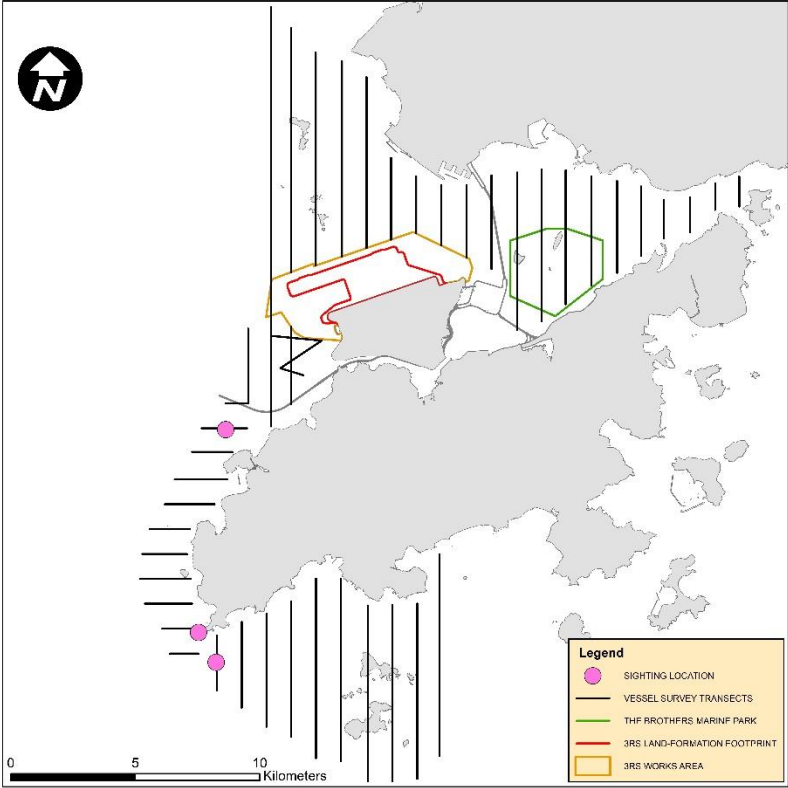 N
Legend
SIGHTING LOCATION
VESSEL SURVEY TRANSECTS
THE BROTHERS MARINE PARK
3RS LAND-FORMATION FOOTPRINT
3RS WORKS AREA
0 5 10
Kilometers